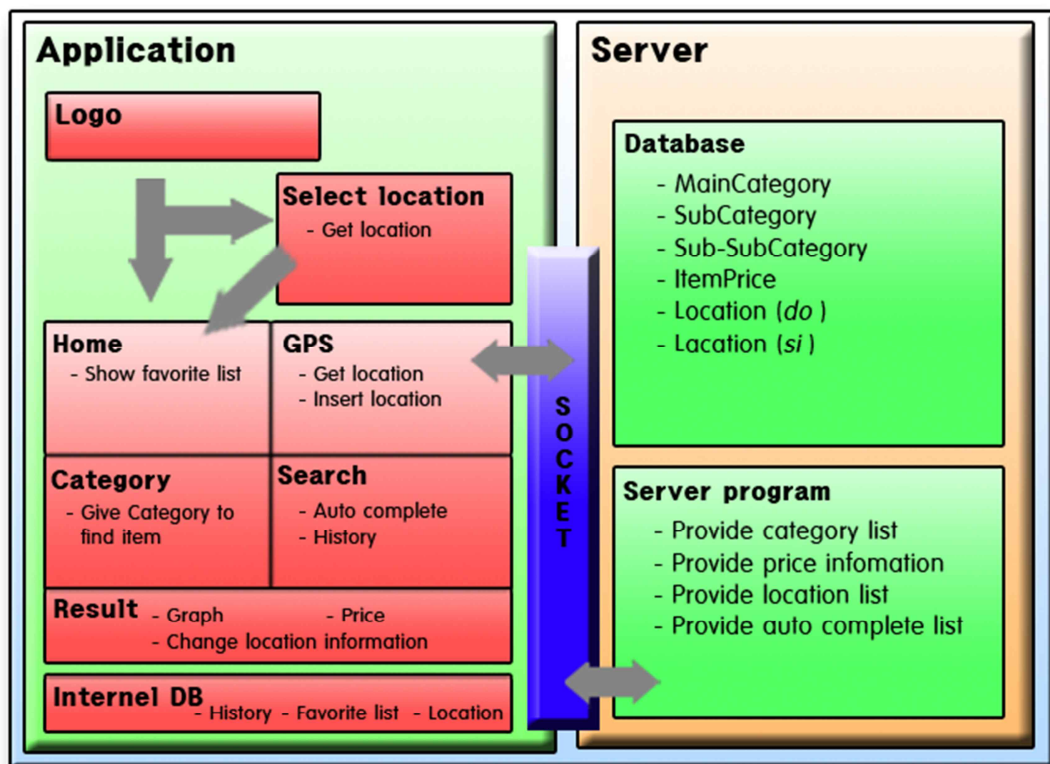 Application
Logo
Select location
- Get location
Home
- Show favorite list
GPS
- Get location
- Insert location
Category
- Give Category to
find item
Search
- Auto complete
- History
Result
- Graph - Price
- Change location information
Internel DB
- History - Favorite list - Location
SOCKET
Server
Database
- MainCategory
- SubCategory
- Sub-SubCategory
- ItemPrice
- Location (do )
- Lacation (si )
Server program
- Provide category list
- Provide price infomation
- Provide location list
- Provide auto complete list